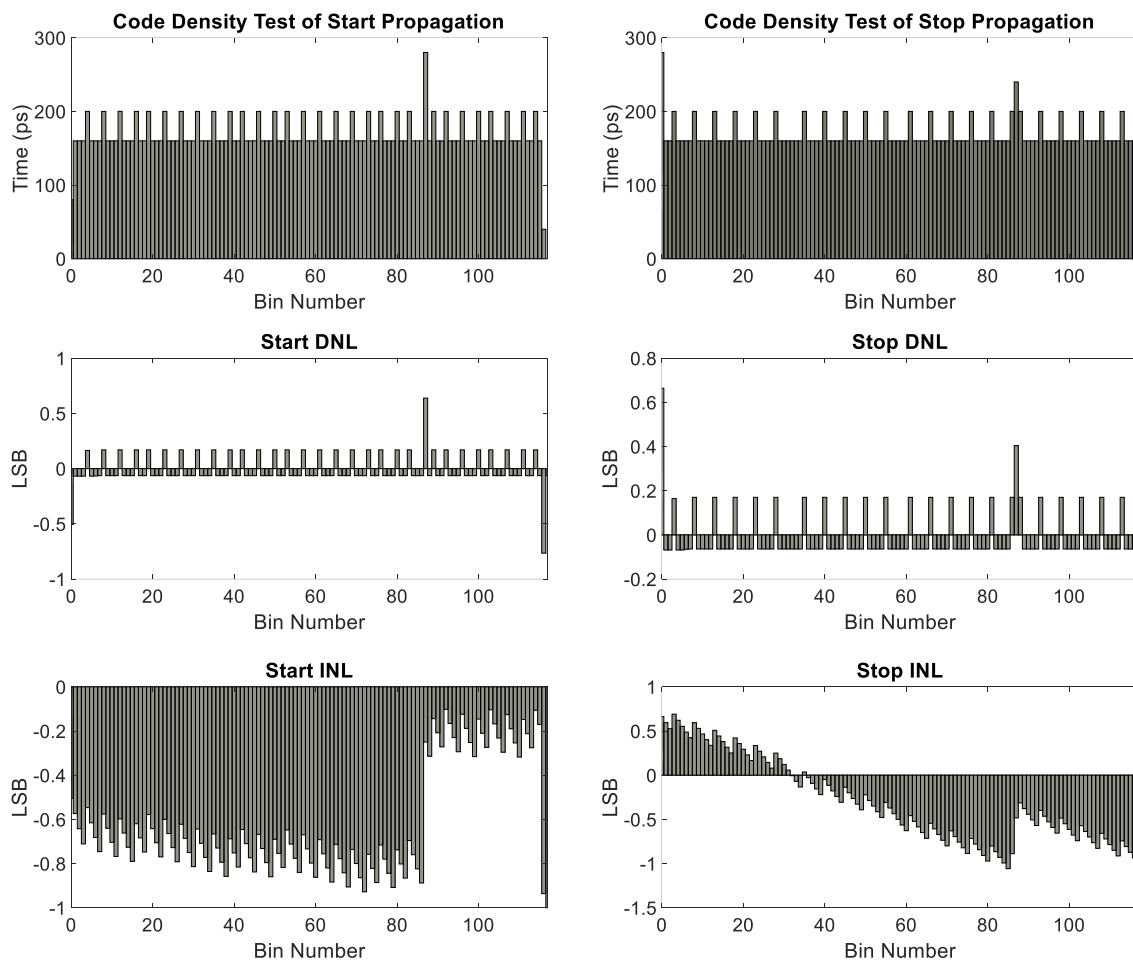 Code Density Test of Start Propagation
300
200
100
0
Time (ps)
0 20 40 60 80 100
Bin Number
Code Density Test of Stop Propagation
300
200
100
0
Time (ps)
0 20 40 60 80 100
Bin Number
Start DNL
1
0.5
0
-0.5
-1
LSB
0 20 40 60 80 100
Bin Number
Stop DNL
0.8
0.6
0.4
0.2
0
-0.2
LSB
0 20 40 60 80 100
Bin Number
Start INL
0
-0.2
-0.4
-0.6
-0.8
-1
LSB
0 20 40 60 80 100
Bin Number
Stop INL
1
0.5
0
-0.5
-1
-1.5
LSB
0 20 40 60 80 100
Bin Number